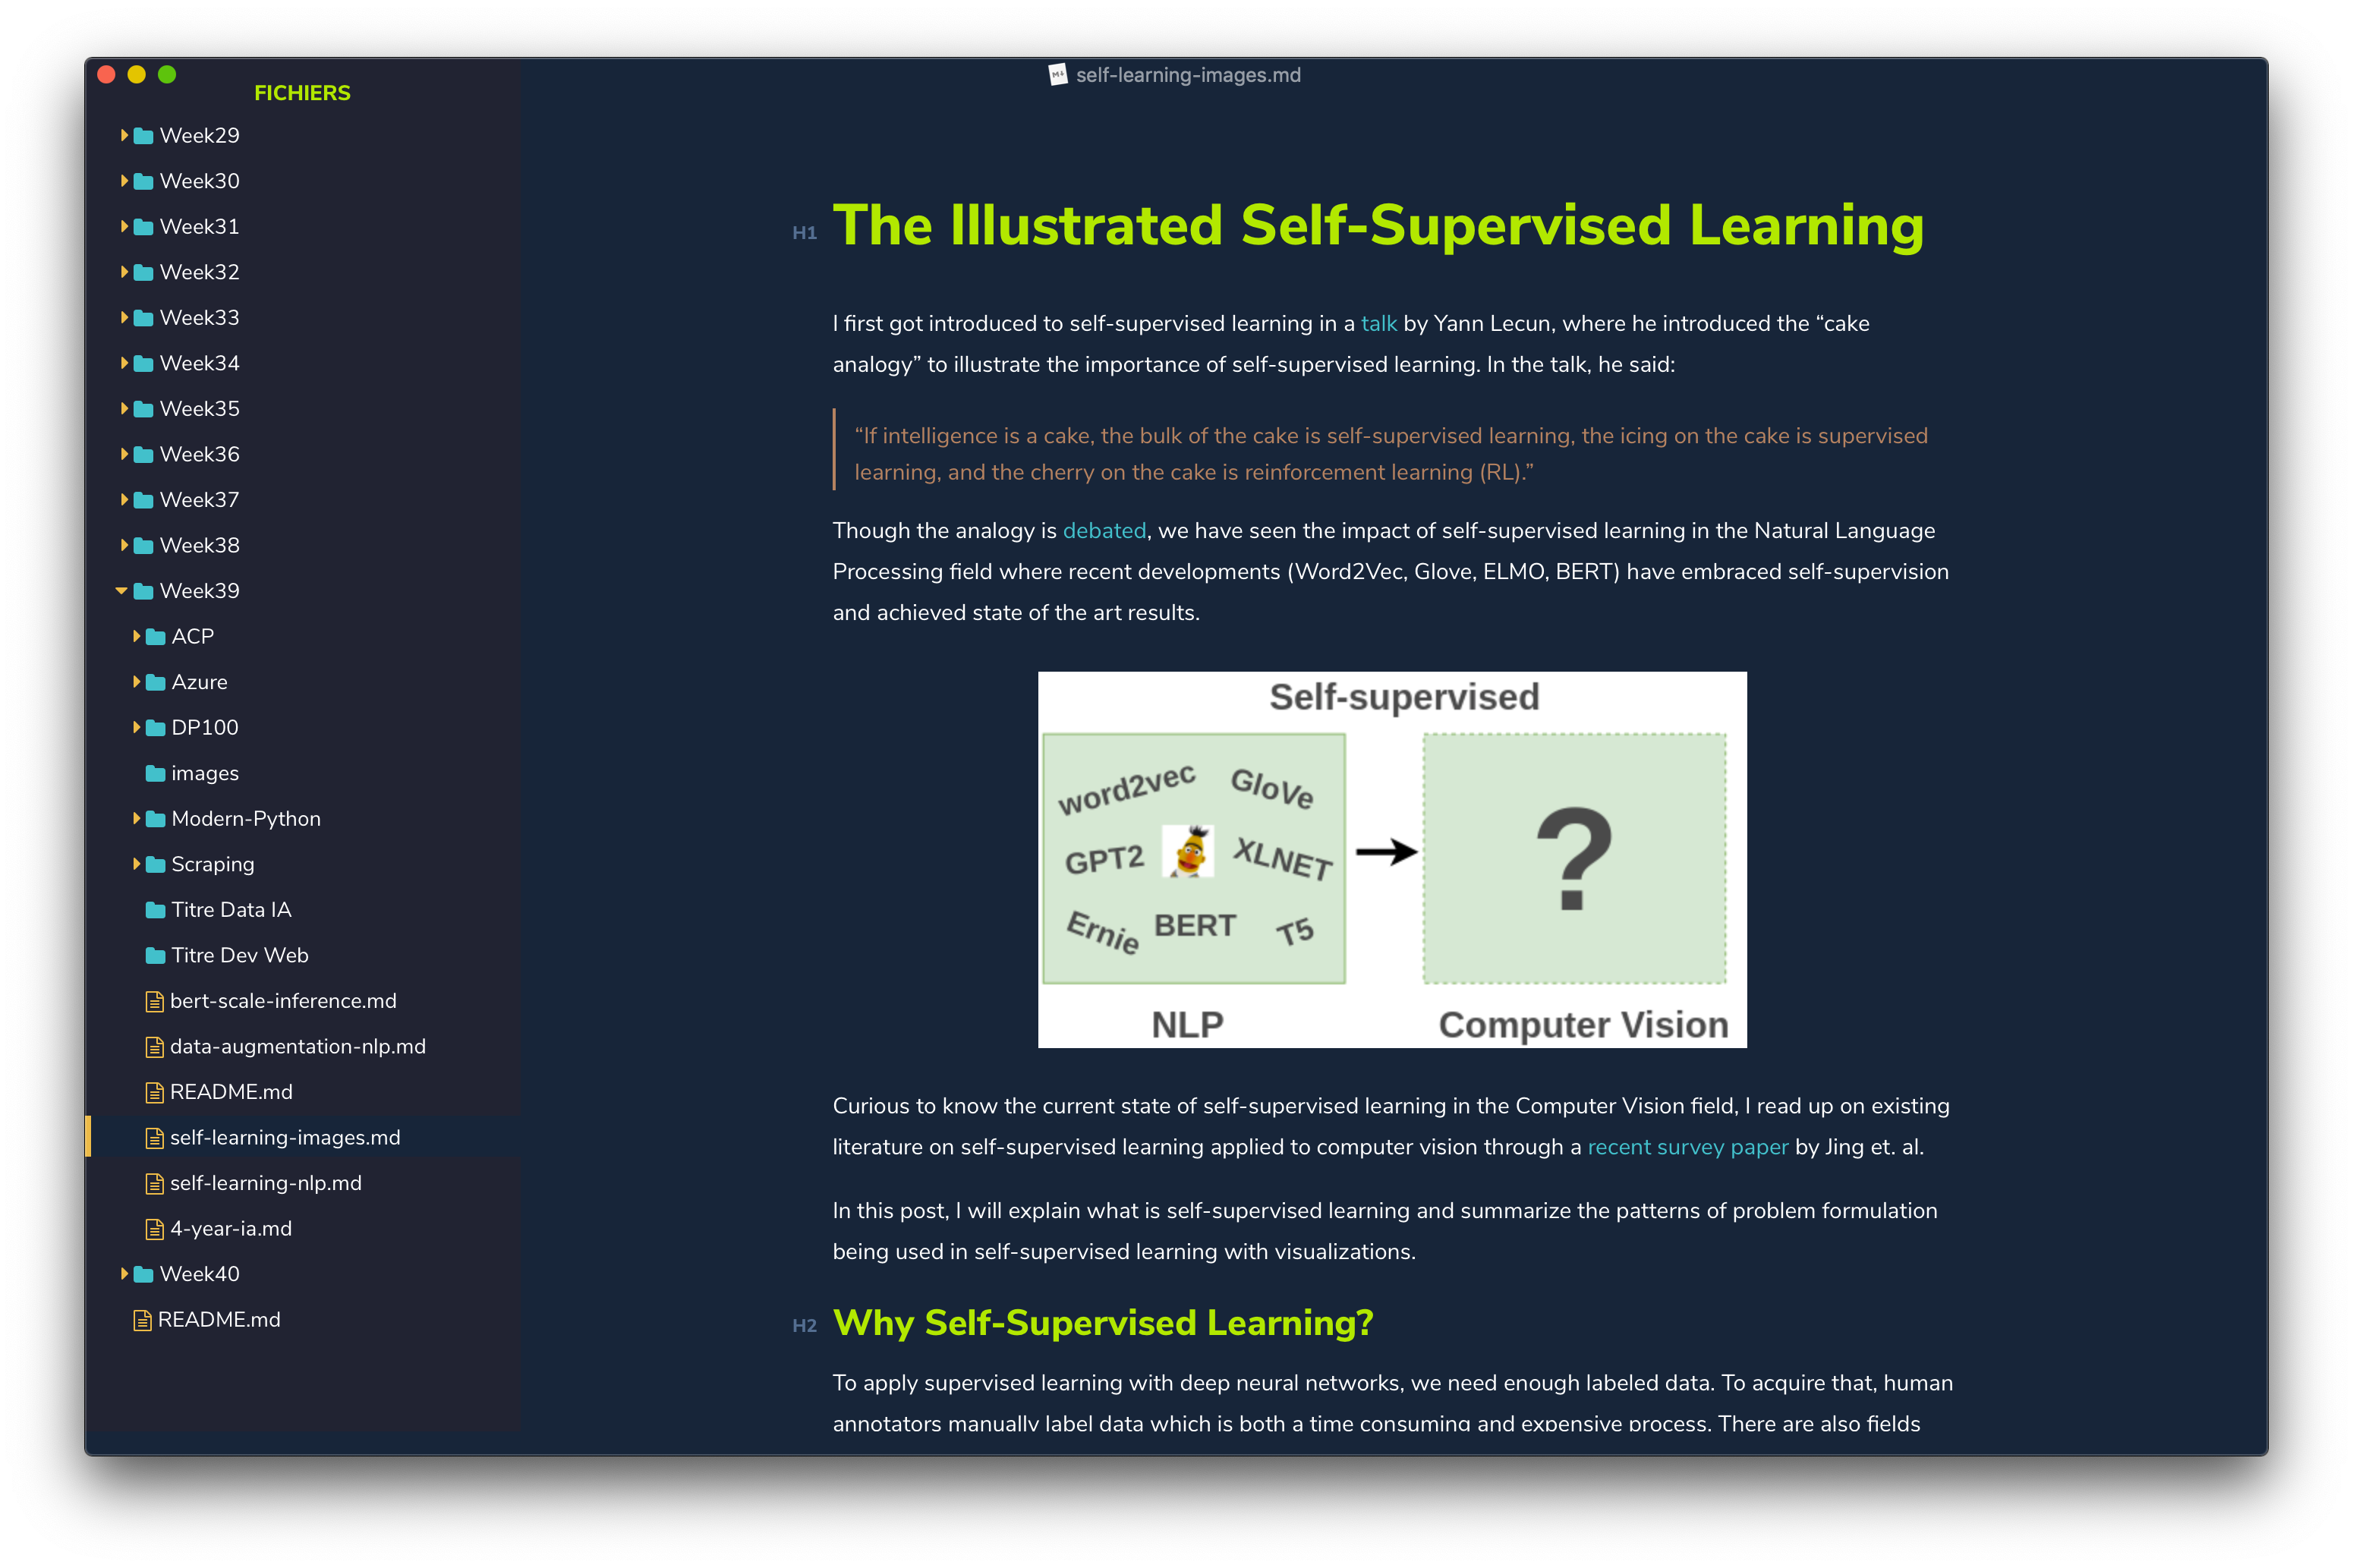 self-learning-images.md
FICHIERS
Week29
Week30
Week31
Week32
Week33
Week34
Week35
Week36
Week37
Week38
Week39
ACP
Azure
DP100
images
Modern-Python
Scraping
Titre Data IA
Titre Dev Web
bert-scale-inference.md
data-augmentation-nlp.md
README.md
self-learning-images.md
self-learning-nlp.md
4-year-ia.md
Week40
README.md
H1 The Illustrated Self-Supervised Learning
I first got introduced to self-supervised learning in a talk by Yann Lecun, where he introduced the “cake
analogy” to illustrate the importance of self-supervised learning. In the talk, he said:
“If intelligence is a cake, the bulk of the cake is self-supervised learning, the icing on the cake is supervised
learning, and the cherry on the cake is reinforcement learning (RL).”
Though the analogy is debated, we have seen the impact of self-supervised learning in the Natural Language
Processing field where recent developments (Word2Vec, Glove, ELMO, BERT) have embraced self-supervision
and achieved state of the art results.
Self-supervised
word2vec GloVe
GPT2 XLNET
Ernie BERT T5
?
NLP Computer Vision
Curious to know the current state of self-supervised learning in the Computer Vision field, I read up on existing
literature on self-supervised learning applied to computer vision through a recent survey paper by Jing et. al.
In this post, I will explain what is self-supervised learning and summarize the patterns of problem formulation
being used in self-supervised learning with visualizations.
H2 Why Self-Supervised Learning?
To apply supervised learning with deep neural networks, we need enough labeled data. To acquire that, human
annotators manually label data which is both a time consuming and expensive process. There are also fields